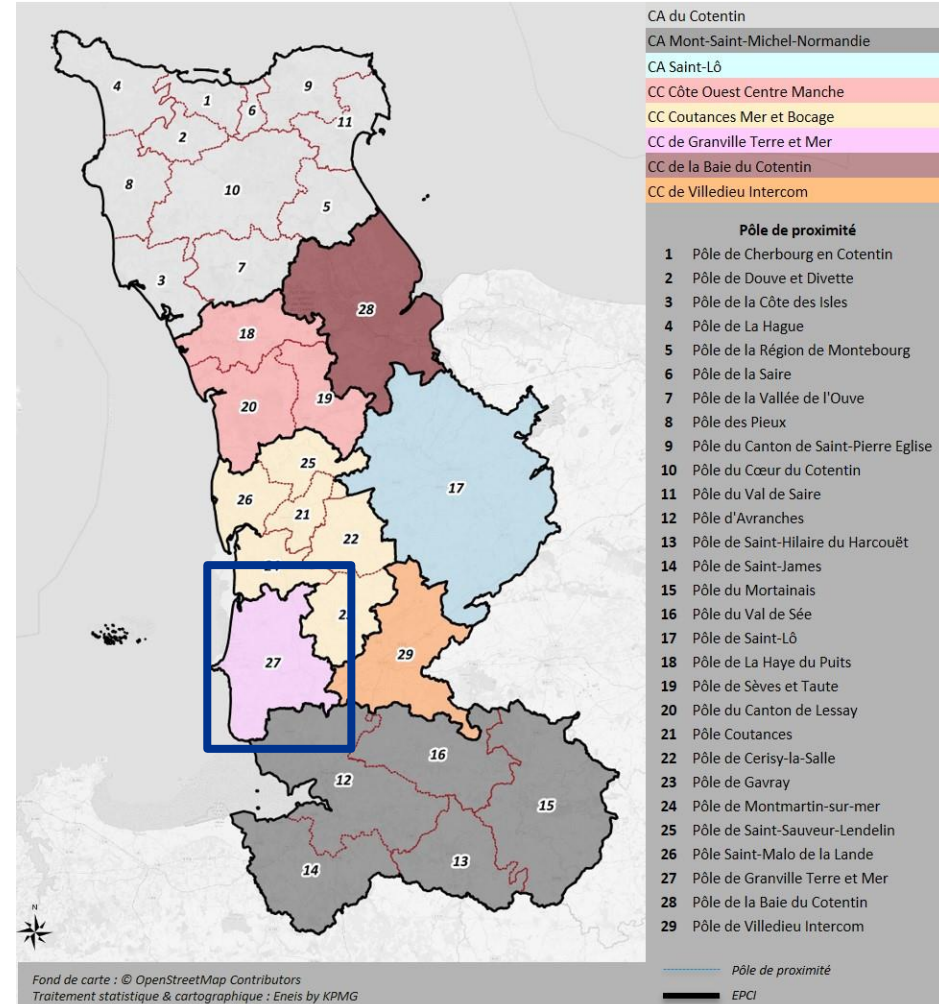 CA du Cotentin
CA Mont-Saint-Michel-Normandie
CA Saint-Lô
CC Côte Ouest Centre Manche
CC Coutances Mer et Bocage
CC de Granville Terre et Mer
CC de la Baie du Cotentin
CC de Villedieu Intercom
Pôle de proximité
1 Pôle de Cherbourg en Cotentin
2 Pôle de Douve et Divette
3 Pôle de la Côte des Isles
4 Pôle de La Hague
5 Pôle de la Région de Montebourg
6 Pôle de la Saire
7 Pôle de la Vallée de l'Ouve
8 Pôle des Pieux
9 Pôle du Canton de Saint-Pierre Eglise
10 Pôle du Cœur du Cotentin
11 Pôle du Val de Saire
12 Pôle d'Avranches
13 Pôle de Saint-Hilaire du Harcouët
14 Pôle de Saint-James
15 Pôle du Mortainais
16 Pôle du Val de Sée
17 Pôle de Saint-Lô
18 Pôle de La Haye du Puits
19 Pôle de Sèves et Taute
20 Pôle du Canton de Lessay
21 Pôle Coutances
22 Pôle de Cerisy-la-Salle
23 Pôle de Gavray
24 Pôle de Montmartin-sur-mer
25 Pôle de Saint-Sauveur-Lendelin
26 Pôle Saint-Malo de la Lande
27 Pôle de Granville Terre et Mer
28 Pôle de la Baie du Cotentin
29 Pôle de Villedieu Intercom
Pôle de proximité
EPCI
4
1
6
9
11
2
8
10
5
3
7
28
18
20
19
25
26
21
22
17
27
29
16
12
15
13
14
N
Fond de carte : © OpenStreetMap Contributors
Traitement statistique & cartographique : Eneis by KPMG